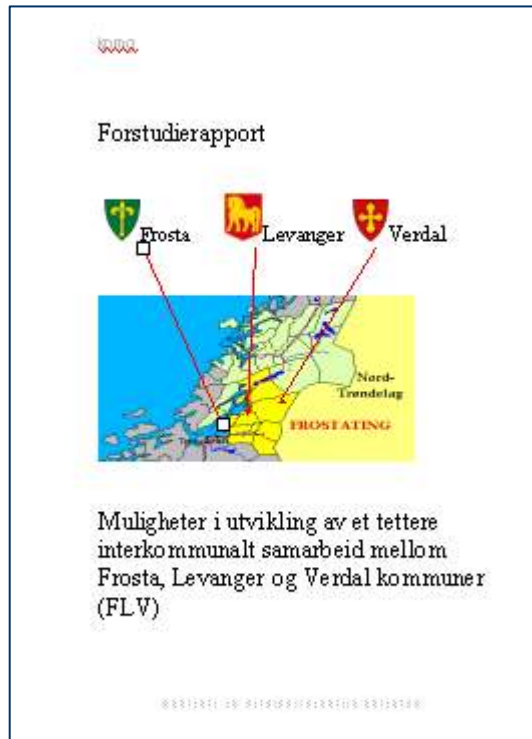 Forstudierapport
Frosta Levanger Verdal
Nord-
Trøndelag
FROSTATING
Muligheter i utvikling av et tettere
interkommunalt samarbeid mellom
Frosta, Levanger og Verdal kommuner
(FLV)